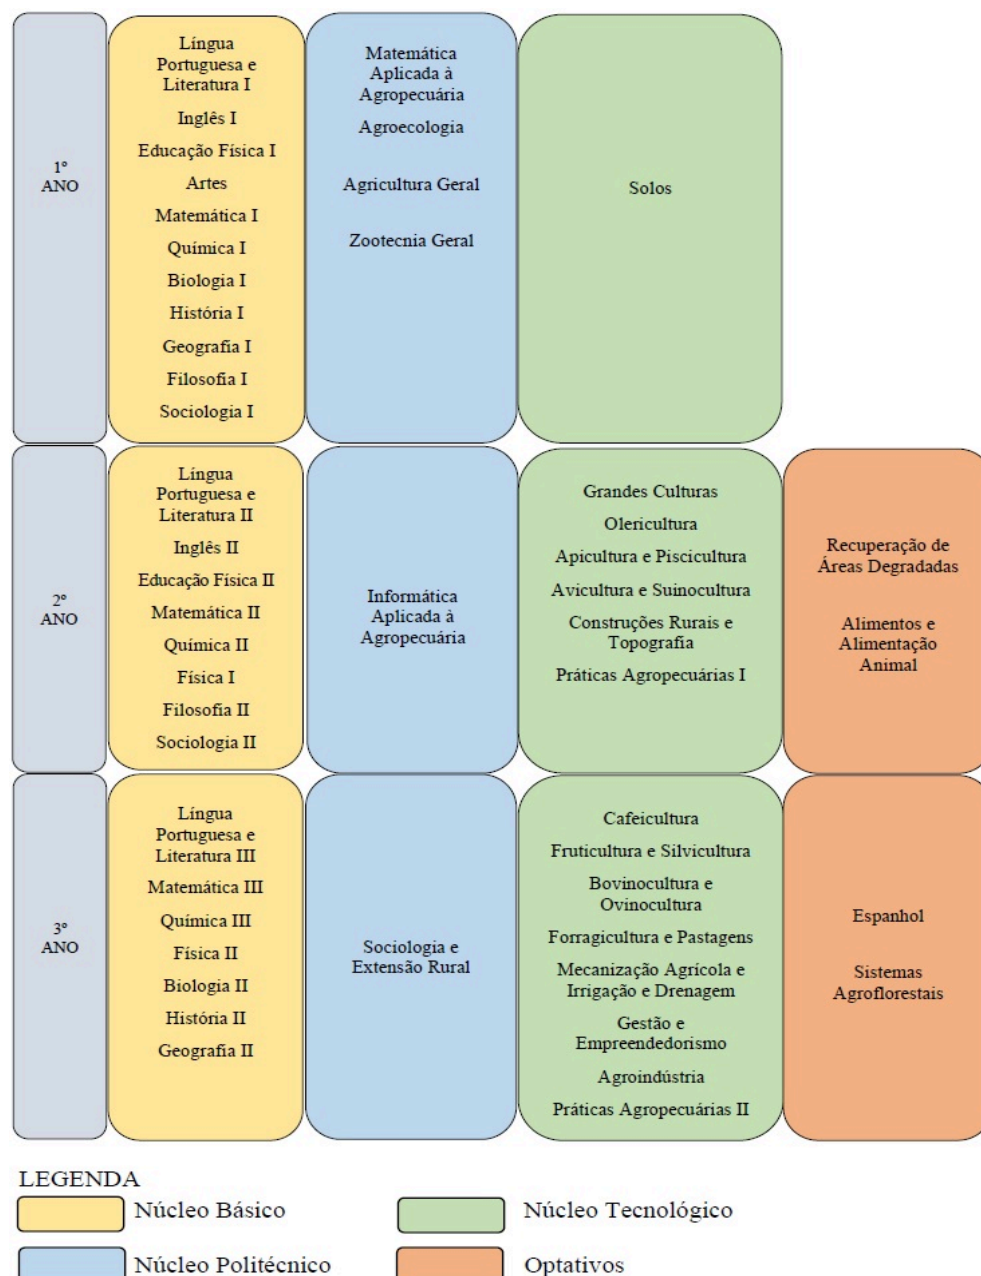 1º
ANO
Língua
Portuguesa e
Literatura I
Inglês I
Educação Física I
Artes
Matemática I
Química I
Biologia I
História I
Geografia I
Filosofia I
Sociologia I
Matemática
Aplicada à
Agropecuária
Agroecologia
Agricultura Geral
Zootecnia Geral
Solos
2º
ANO
Língua
Portuguesa e
Literatura II
Inglês II
Educação Física II
Matemática II
Química II
Física I
Filosofia II
Sociologia II
Informática
Aplicada à
Agropecuária
Grandes Culturas
Olericultura
Apicultura e Piscicultura
Avicultura e Suinocultura
Construções Rurais e
Topografia
Práticas Agropecuárias I
Recuperação de
Áreas Degradadas
Alimentos e
Alimentação
Animal
3º
ANO
Língua
Portuguesa e
Literatura III
Matemática III
Química III
Física II
Biologia II
História II
Geografia II
Sociologia e
Extensão Rural
Cafeicultura
Fruticultura e Silvicultura
Bovinocultura e
Ovinocultura
Forragicultura e Pastagens
Mecanização Agrícola e
Irrigação e Drenagem
Gestão e
Empreendedorismo
Agroindústria
Práticas Agropecuárias II
Espanhol
Sistemas
Agroflorestais
LEGENDA
Núcleo Básico
Núcleo Tecnológico
Núcleo Politécnico
Optativos